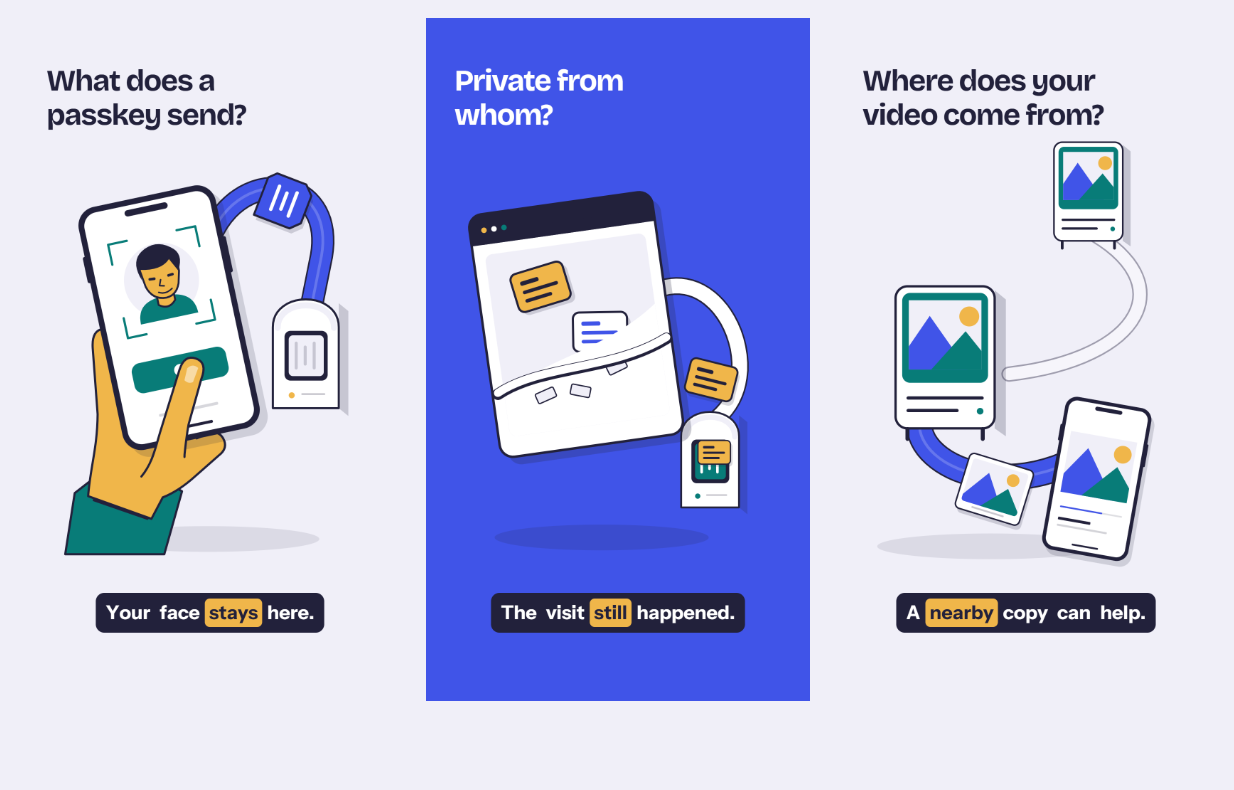 What does a
passkey send?
Your face stays here.
Private from
whom?
The visit still happened.
Where does your
video come from?
A nearby copy can help.